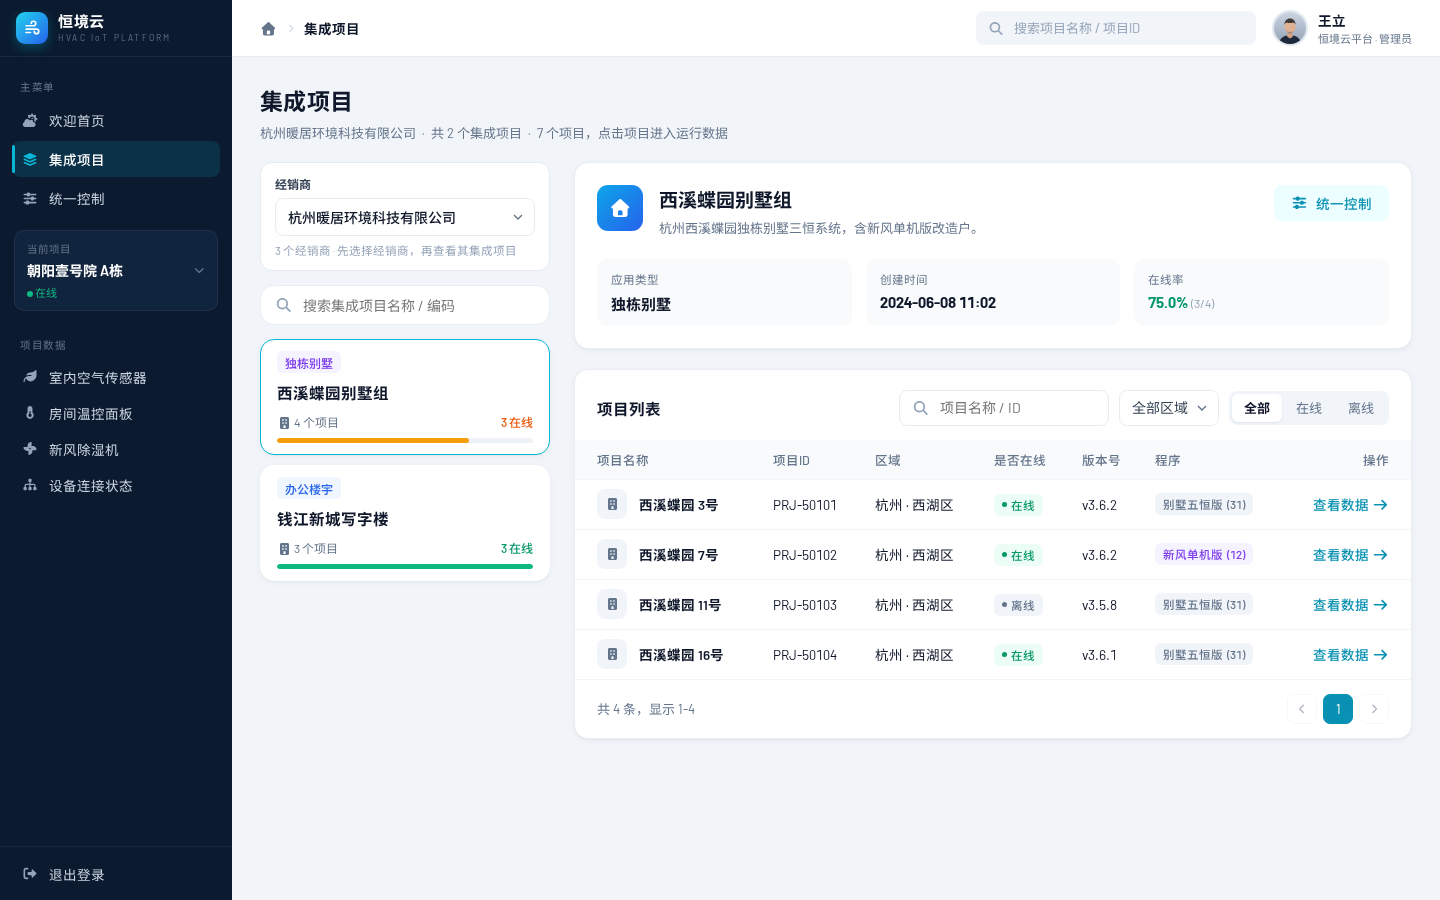 恒境云
HVAC IoT PLATFORM
主菜单
欢迎首页
集成项目
统一控制
当前项目
朝阳壹号院 A栋
在线
项目数据
室内空气传感器
房间温控面板
新风除湿机
设备连接状态
退出登录
集成项目
搜索项目名称 / 项目ID
王立
恒境云平台 · 管理员
集成项目
杭州暖居环境科技有限公司 · 共 2 个集成项目 · 7 个项目，点击项目进入运行数据
经销商
杭州暖居环境科技有限公司
3 个经销商 · 先选择经销商，再查看其集成项目
搜索集成项目名称 / 编码
独栋别墅
西溪蝶园别墅组
4 个项目 3 在线
办公楼宇
钱江新城写字楼
3 个项目 3 在线
西溪蝶园别墅组
杭州西溪蝶园独栋别墅三恒系统，含新风单机版改造户。
统一控制
应用类型
独栋别墅
创建时间
2024-06-08 11:02
在线率
75.0% (3/4)
项目列表
项目名称 / ID
全部区域
全部 在线 离线
项目名称 项目ID 区域 是否在线 版本号 程序 操作
西溪蝶园 3号 PRJ-50101 杭州 · 西湖区 在线 v3.6.2 别墅五恒版 (31) 查看数据
西溪蝶园 7号 PRJ-50102 杭州 · 西湖区 在线 v3.6.2 新风单机版 (12) 查看数据
西溪蝶园 11号 PRJ-50103 杭州 · 西湖区 离线 v3.5.8 别墅五恒版 (31) 查看数据
西溪蝶园 16号 PRJ-50104 杭州 · 西湖区 在线 v3.6.1 别墅五恒版 (31) 查看数据
共 4 条，显示 1-4
1